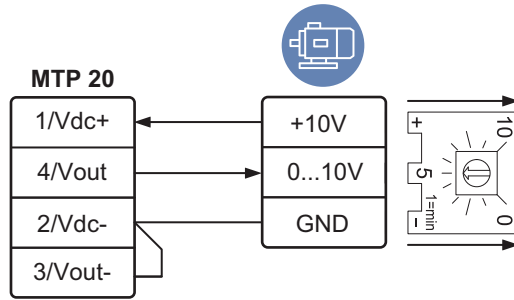 MTP 20
1/Vdc+
+10V
4/Vout
0...10V
2/Vdc-
GND
3/Vout-
+
-
10
5
0
1=min